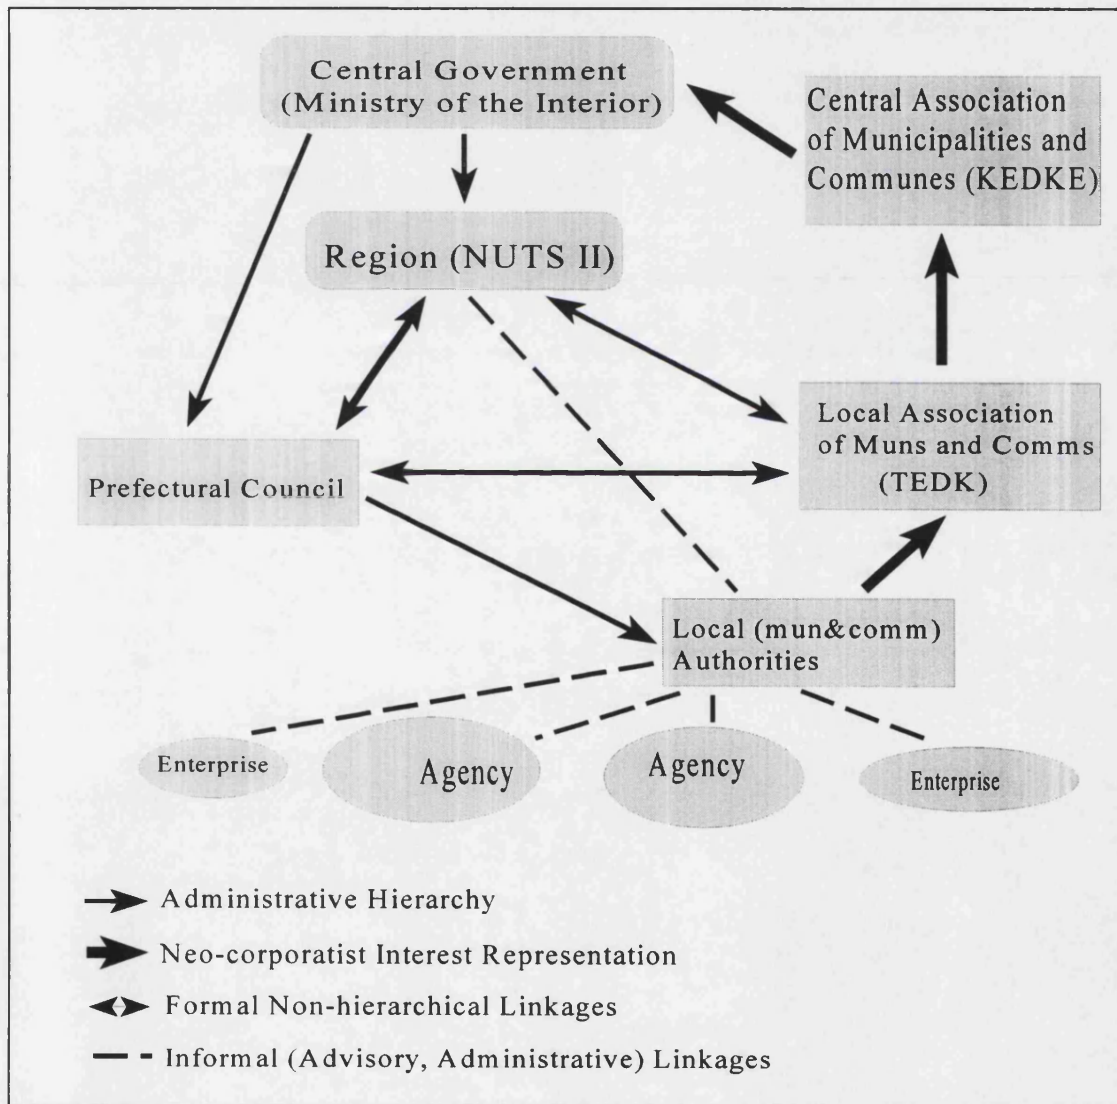 Central Government
(Ministry of the Interior)
Central Association
of Municipalities and
Communes (KEDKE)
Region (NUTS II)
Local Association
of Muns and Comms
(TEDK)
Prefectural Council
Local (mun&comm)
Authorities
Enterprise
Agency
Agency
Enterprise
Administrative Hierarchy
Neo-corporatist Interest Representation
Formal Non-hierarchical Linkages
Informal (Advisory, Administrative) Linkages